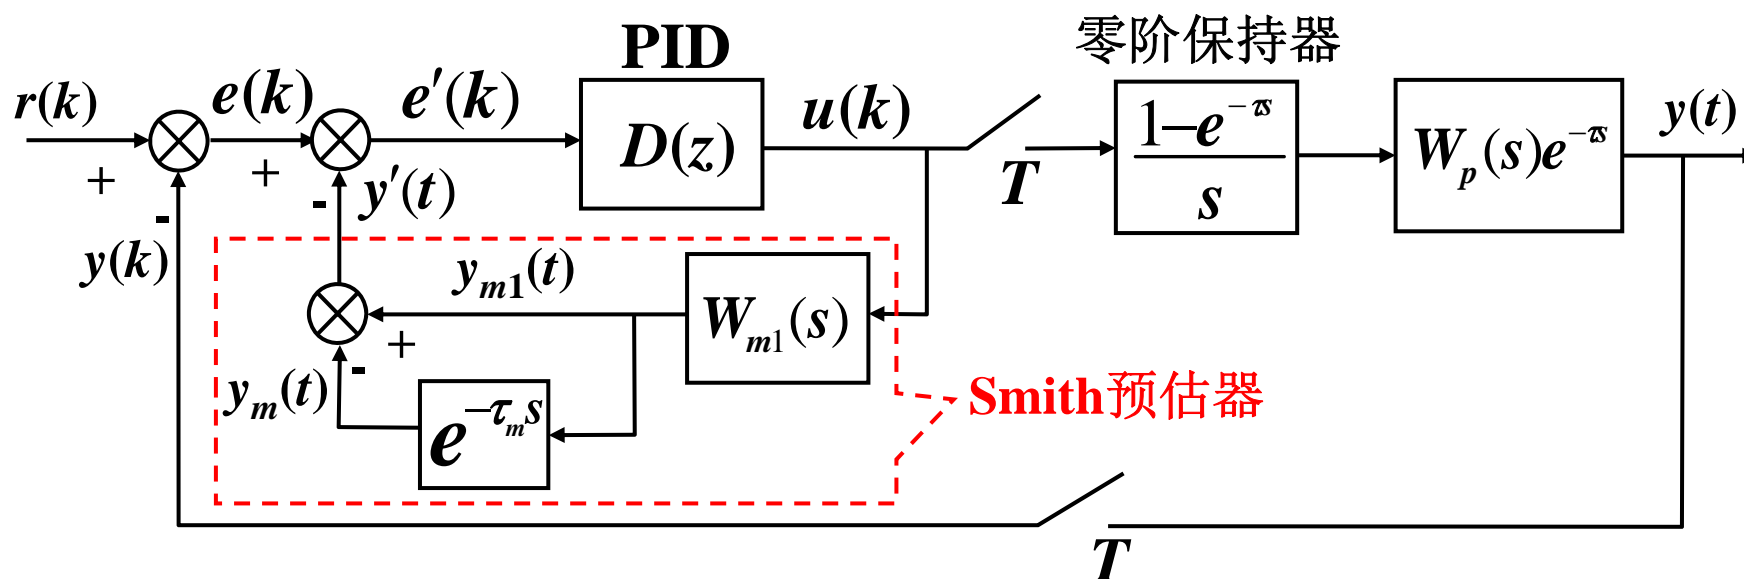 PID
零阶保持器
r(k)
+
e(k)
+
e′(k)
D(z)
u(k)
T
1−e^{−τs}
s
W_p(s)e^{−τs}
y(t)
-
y(k)
-
y′(t)
y_{m1}(t)
+
W_{m1}(s)
y_m(t)
-
e^{−τ_m s}
Smith预估器
T